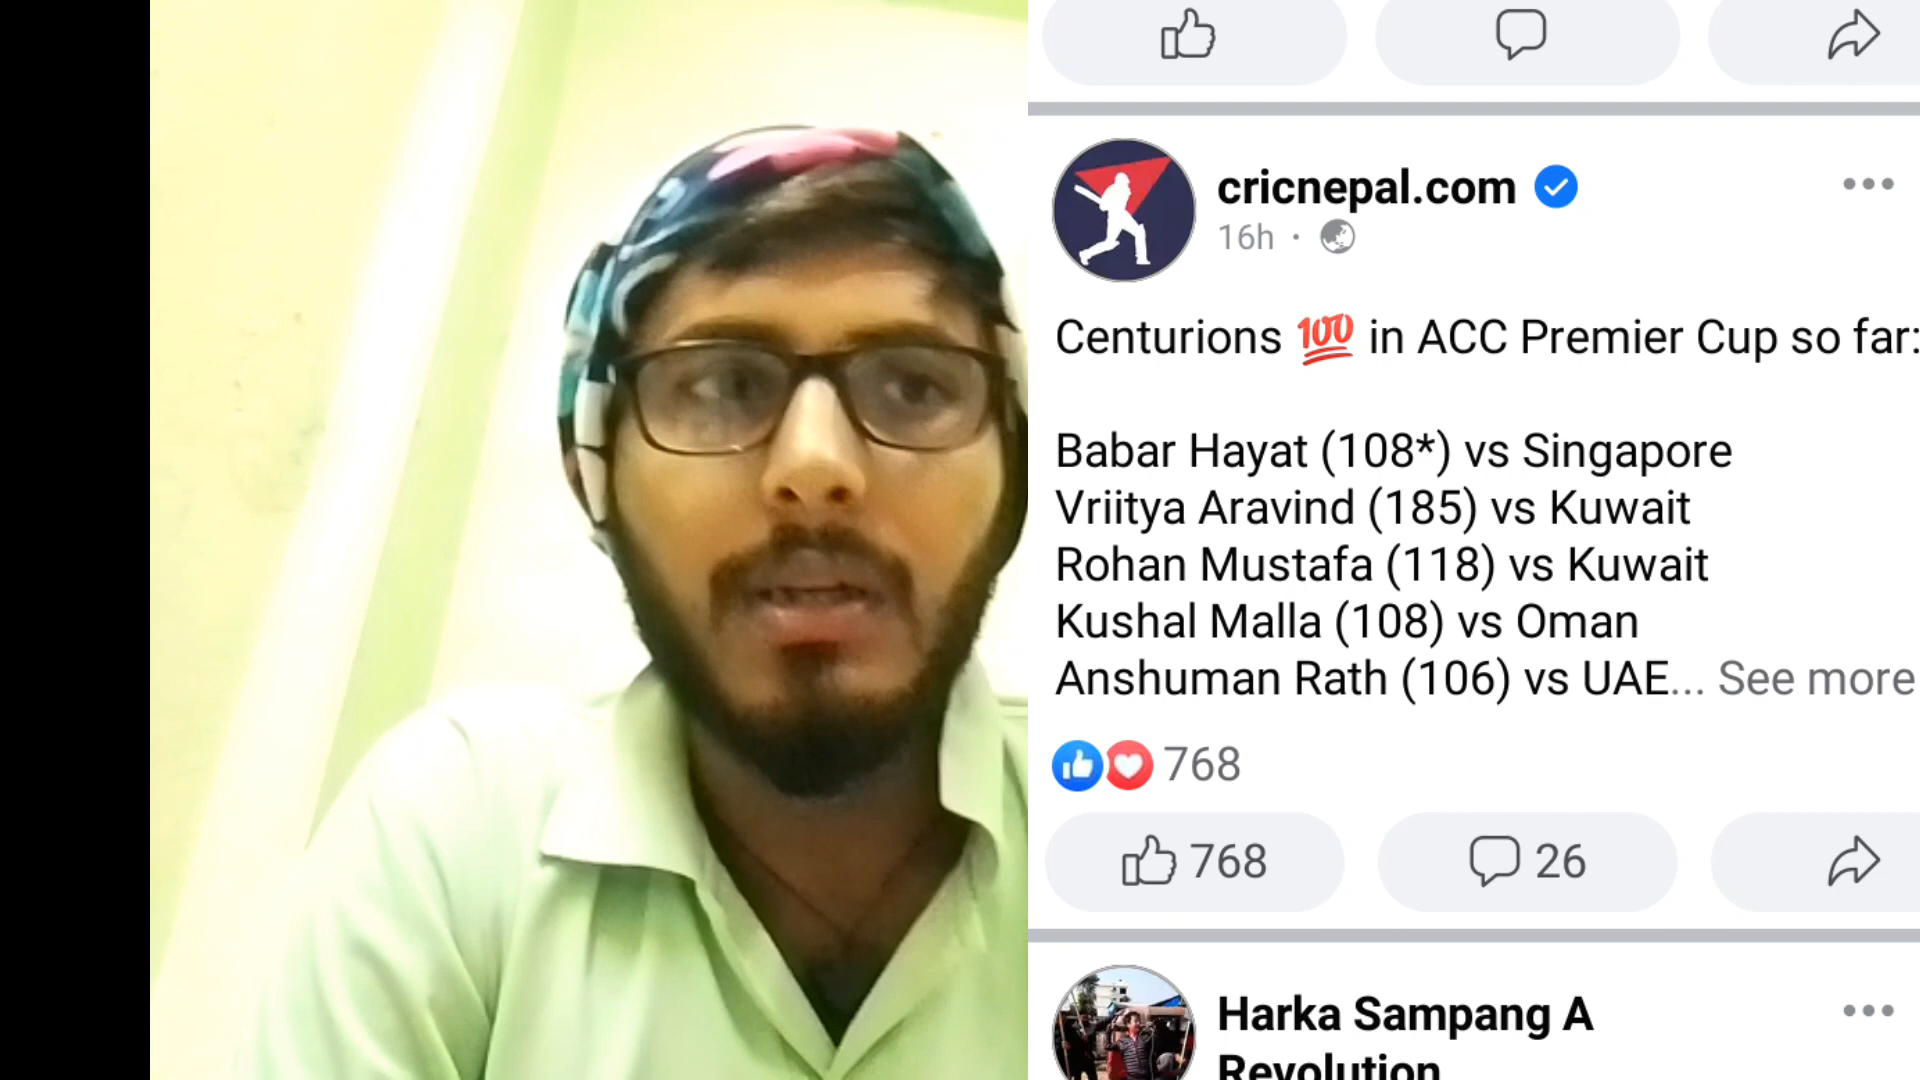 cricnepal.com
16h ·
Centurions 💯 in ACC Premier Cup so far:
Babar Hayat (108*) vs Singapore
Vriitya Aravind (185) vs Kuwait
Rohan Mustafa (118) vs Kuwait
Kushal Malla (108) vs Oman
Anshuman Rath (106) vs UAE... See more
768
768
26
Harka Sampang A
Revolution